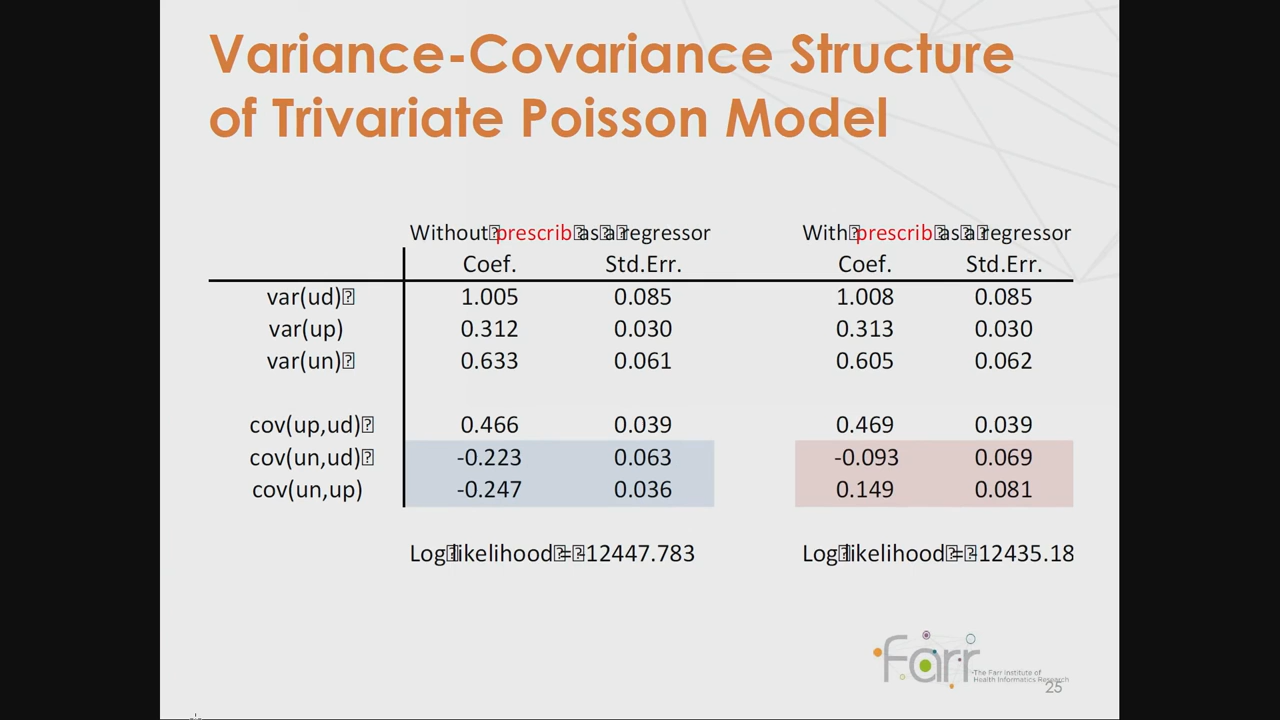 Variance-Covariance Structure
of Trivariate Poisson Model
Without prescrib as a regressor With prescrib as a regressor
Coef. Std.Err. Coef. Std.Err.
var(ud) 1.005 0.085 1.008 0.085
var(up) 0.312 0.030 0.313 0.030
var(un) 0.633 0.061 0.605 0.062
cov(up,ud) 0.466 0.039 0.469 0.039
cov(un,ud) -0.223 0.063 -0.093 0.069
cov(un,up) -0.247 0.036 0.149 0.081
Log likelihood = -12447.783 Log likelihood = -12435.18
farr
The Farr Institute of
Health Informatics Research
25